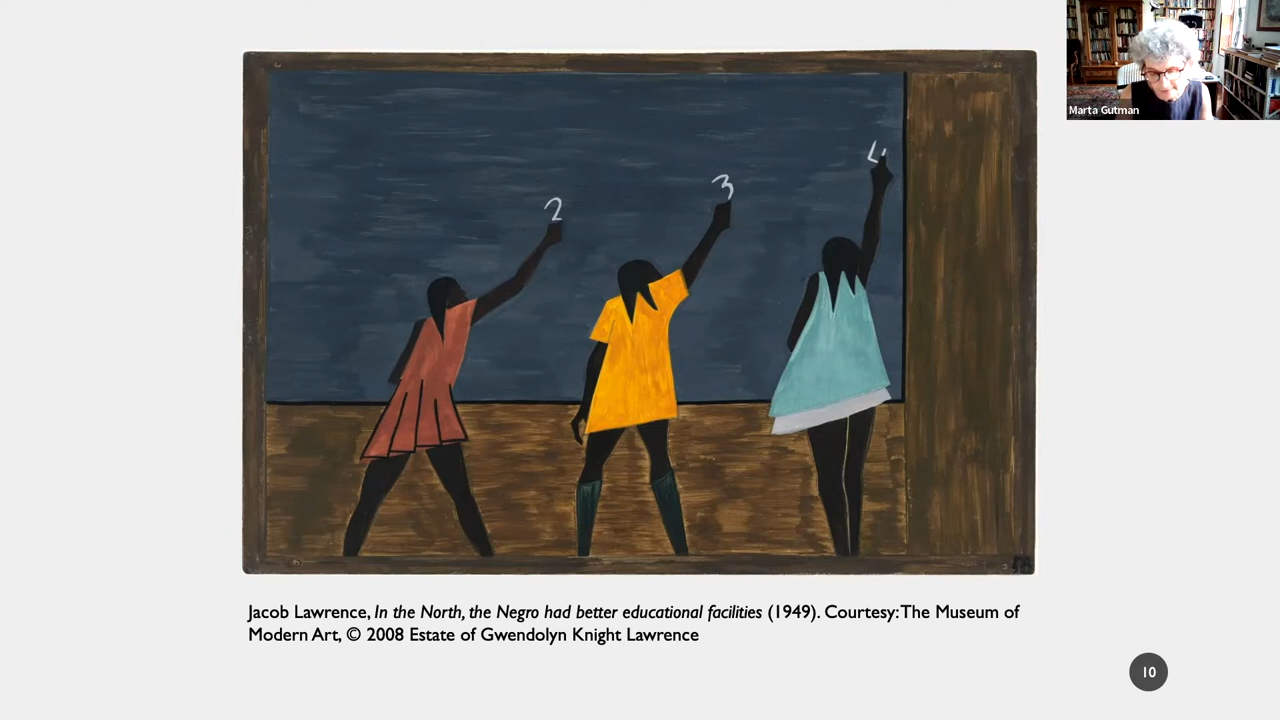 Marta Gutman
2
3
4
58
Jacob Lawrence, In the North, the Negro had better educational facilities (1949). Courtesy: The Museum of
Modern Art, © 2008 Estate of Gwendolyn Knight Lawrence
10